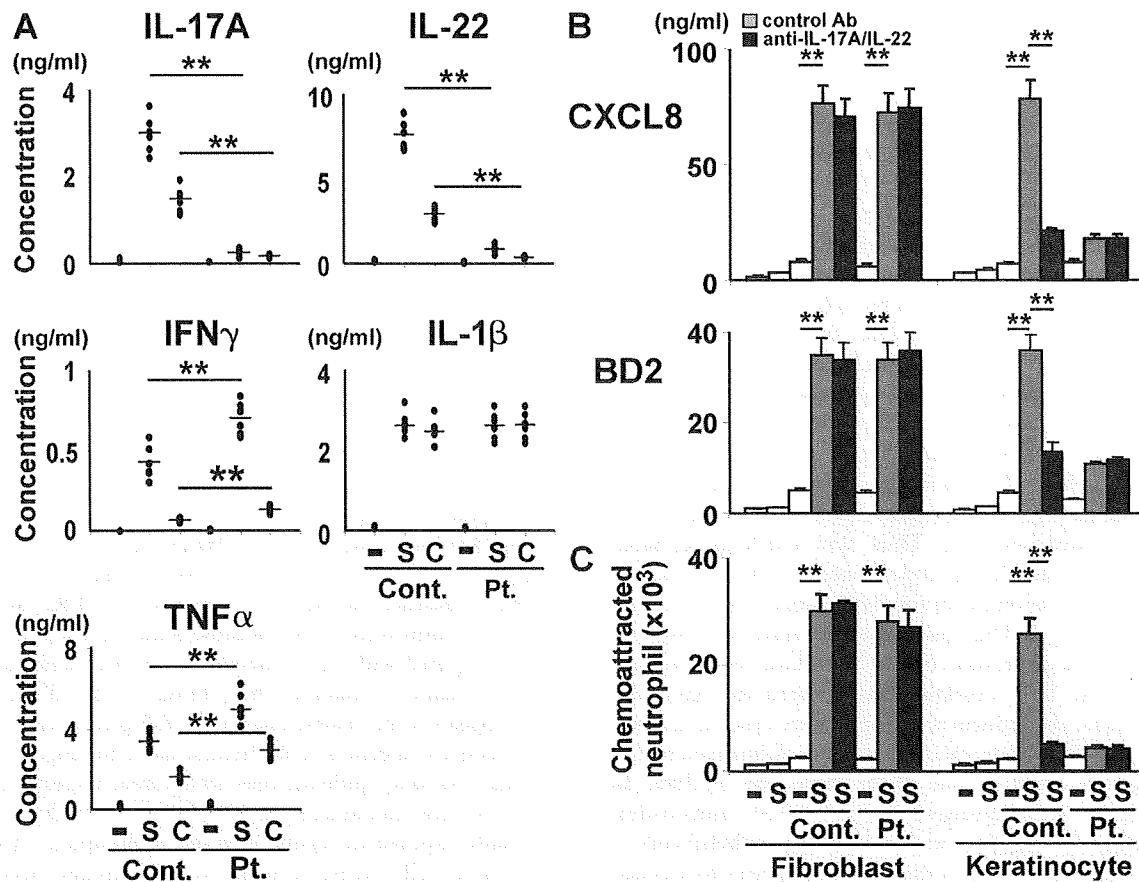 A
IL-17A
IL-22
(ng/ml)
(ng/ml)
Concentration
4
2
0
**
**
10
5
0
**
**
IFNγ
IL-1β
(ng/ml)
(ng/ml)
Concentration
1
0.5
0
**
**
4
2
0
- S C - S C
Cont. Pt.
TNFα
(ng/ml)
Concentration
8
4
0
**
**
- S C - S C
Cont. Pt.
B
(ng/ml)
control Ab
anti-IL-17A/IL-22
CXCL8
100
50
0
** ** ** **
BD2
40
20
0
** ** ** **
C
Chemoattracted
neutrophil (x10³)
40
20
0
** ** ** **
- S - S S - S S - S - S S - S S
Cont. Pt. Cont. Pt.
Fibroblast Keratinocyte